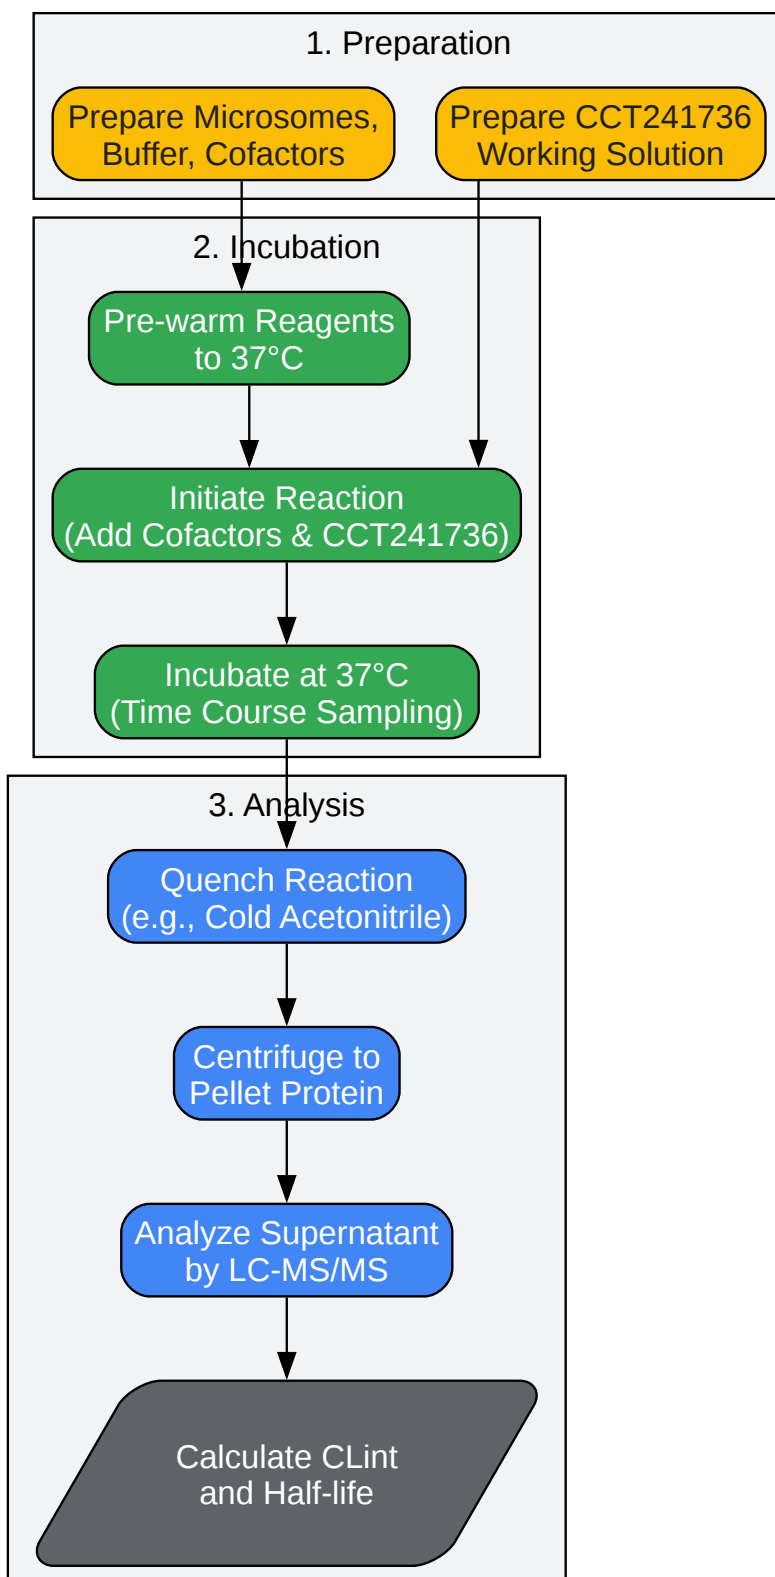 1. Preparation
Prepare Microsomes,
Buffer, Cofactors
Prepare CCT241736
Working Solution
2. Incubation
Pre-warm Reagents
to 37°C
Initiate Reaction
(Add Cofactors & CCT241736)
Incubate at 37°C
(Time Course Sampling)
3. Analysis
Quench Reaction
(e.g., Cold Acetonitrile)
Centrifuge to
Pellet Protein
Analyze Supernatant
by LC-MS/MS
Calculate CLint
and Half-life